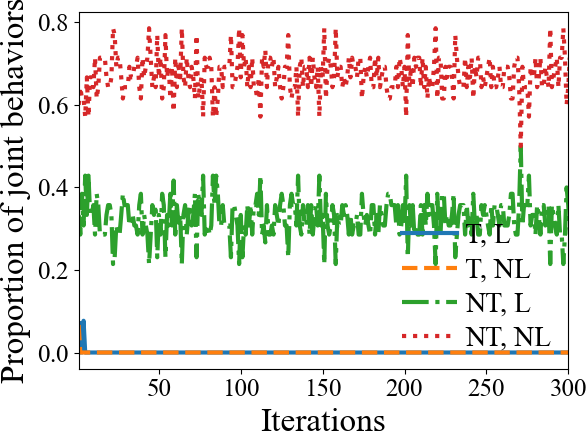 Proportion of joint behaviors
0.8
0.6
0.4
0.2
0.0
T, L
T, NL
NT, L
NT, NL
50 100 150 200 250 300
Iterations